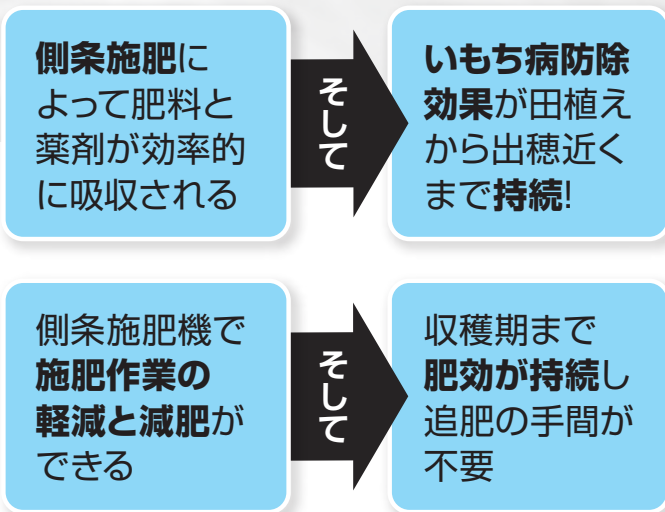 側条施肥に
よって肥料と
薬剤が効率的
に吸収される
そして
いもち病防除
効果が田植え
から出穂近く
まで持続!
側条施肥機で
施肥作業の
軽減と減肥が
できる
そして
収穫期まで
肥効が持続し
追肥の手間が
不要